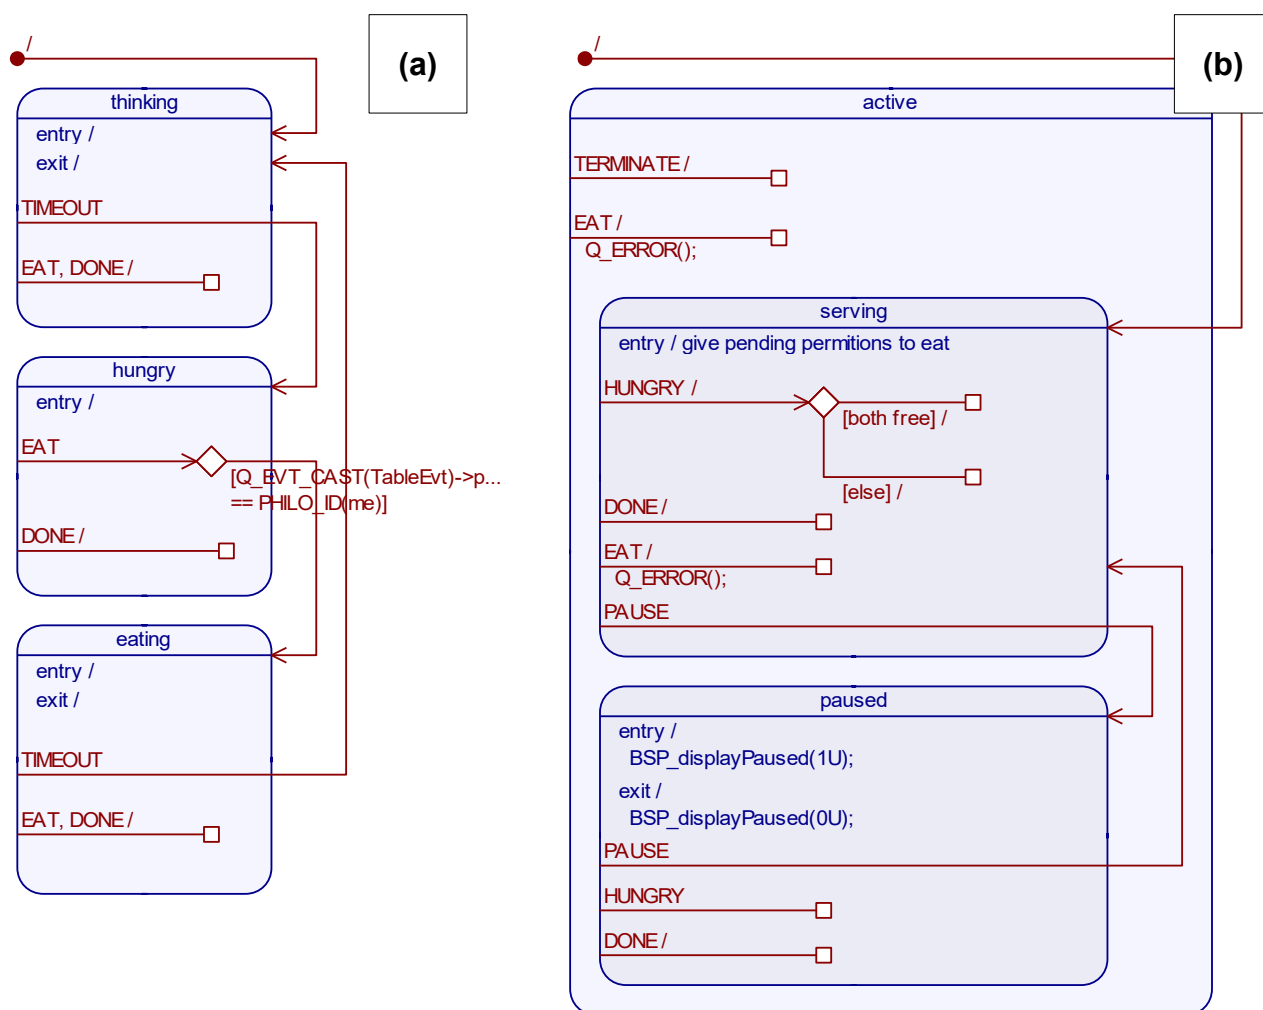 /
(a)
thinking
entry /
exit /
TIMEOUT
EAT, DONE /
hungry
entry /
EAT
[Q_EVT_CAST(TableEvt)->p...
== PHILO_ID(me)]
DONE /
eating
entry /
exit /
TIMEOUT
EAT, DONE /
/
(b)
active
TERMINATE /
EAT /
Q_ERROR();
serving
entry / give pending permitions to eat
HUNGRY /
[both free] /
[else] /
DONE /
EAT /
Q_ERROR();
PAUSE
paused
entry /
BSP_displayPaused(1U);
exit /
BSP_displayPaused(0U);
PAUSE
HUNGRY
DONE /